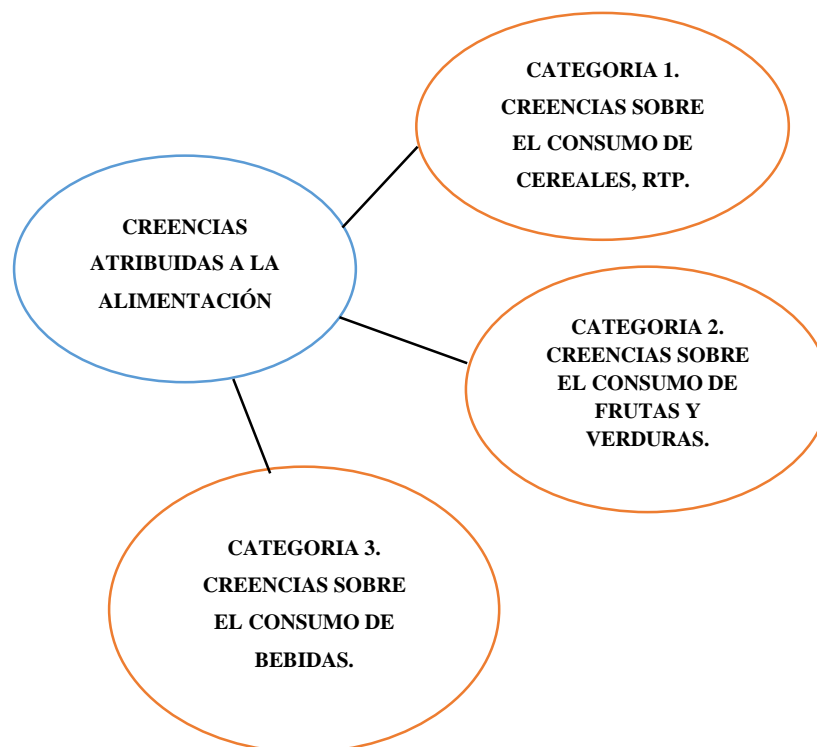 CREENCIAS
ATRIBUIDAS A LA
ALIMENTACIÓN
CATEGORIA 1.
CREENCIAS SOBRE
EL CONSUMO DE
CEREALES, RTP.
CATEGORIA 2.
CREENCIAS SOBRE
EL CONSUMO DE
FRUTAS Y
VERDURAS.
CATEGORIA 3.
CREENCIAS SOBRE
EL CONSUMO DE
BEBIDAS.